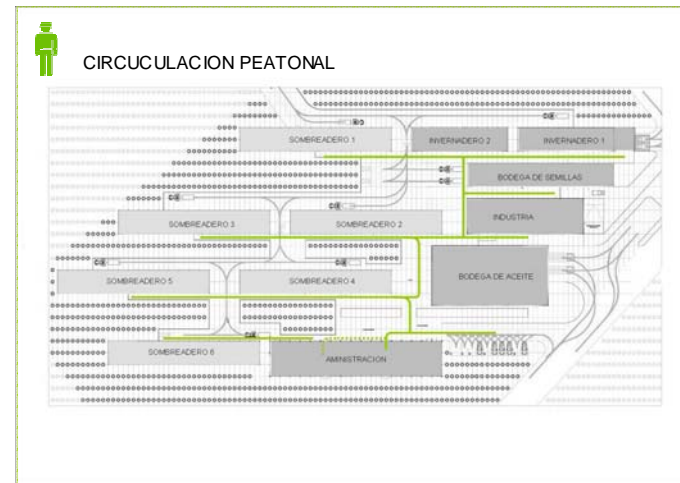 CIRCUCULACION PEATONAL
SOMBREADERO 1
INVERNADERO 2
INVERNADERO 1
BODEGA DE SEMILLAS
INDUSTRIA
SOMBREADERO 3
SOMBREADERO 2
BODEGA DE ACEITE
SOMBREADERO 5
SOMBREADERO 4
SOMBREADERO 6
AMINISTRACION